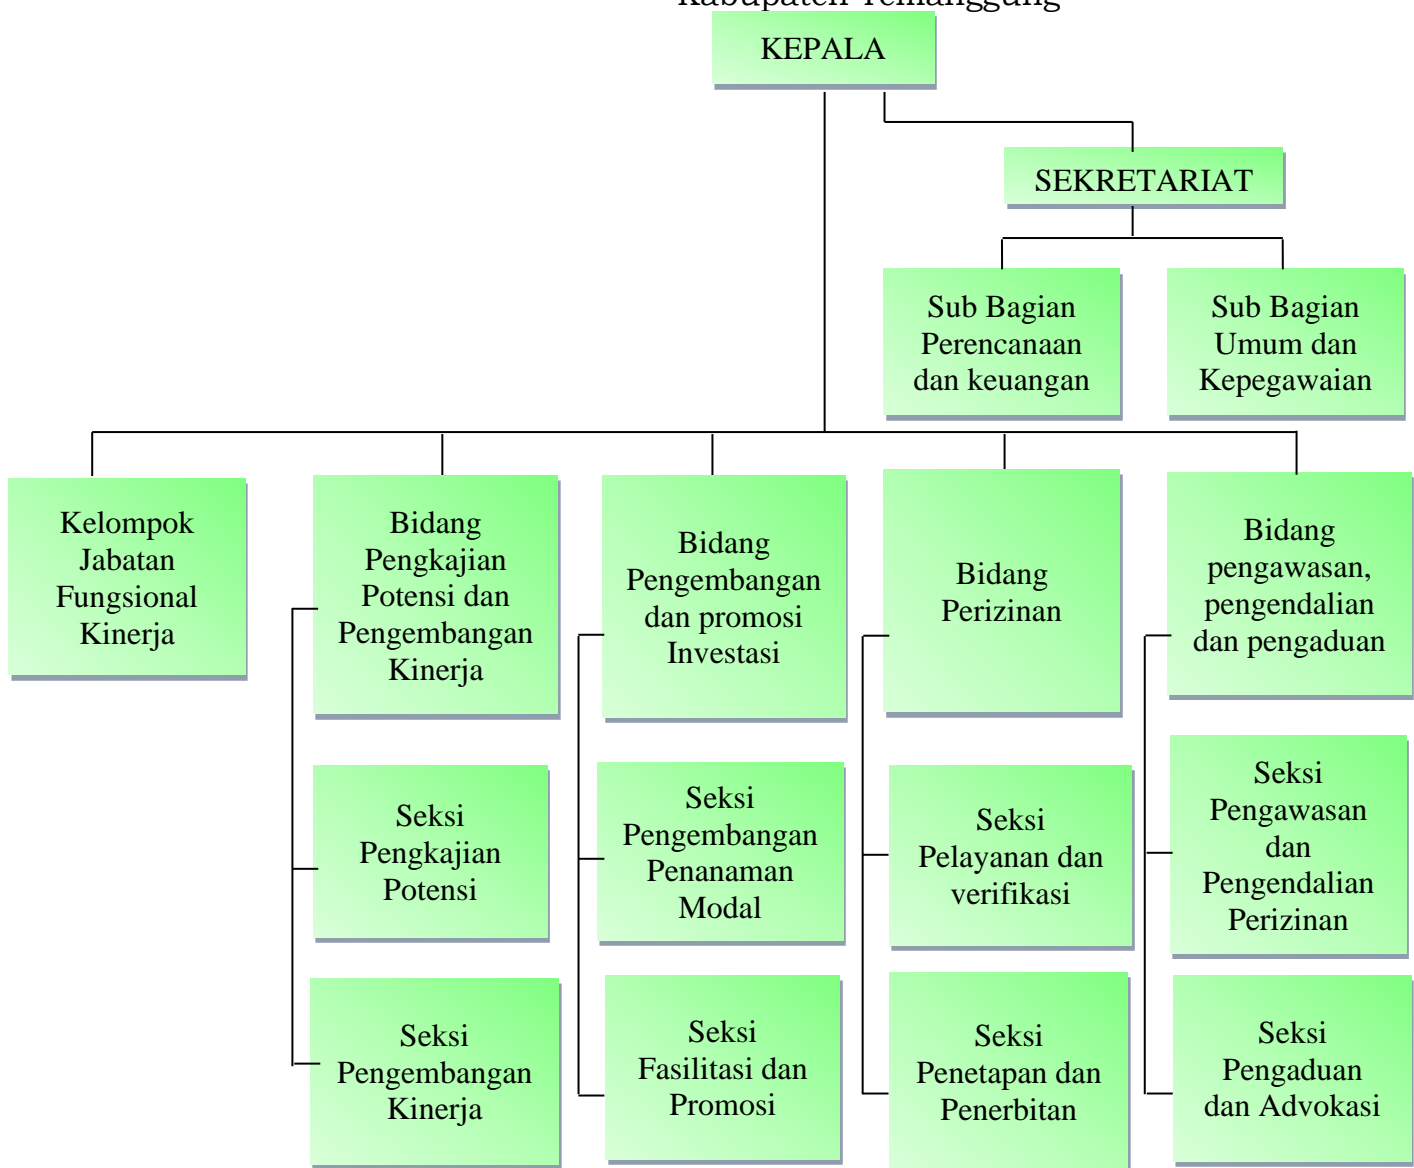 Kabupaten Temanggung
KEPALA
SEKRETARIAT
Sub Bagian
Perencanaan
dan keuangan
Sub Bagian
Umum dan
Kepegawaian
Kelompok
Jabatan
Fungsional
Kinerja
Bidang
Pengkajian
Potensi dan
Pengembangan
Kinerja
Bidang
Pengembangan
dan promosi
Investasi
Bidang
Perizinan
Bidang
pengawasan,
pengendalian
dan pengaduan
Seksi
Pengkajian
Potensi
Seksi
Pengembangan
Penanaman
Modal
Seksi
Pelayanan dan
verifikasi
Seksi
Pengawasan
dan
Pengendalian
Perizinan
Seksi
Pengembangan
Kinerja
Seksi
Fasilitasi dan
Promosi
Seksi
Penetapan dan
Penerbitan
Seksi
Pengaduan
dan Advokasi